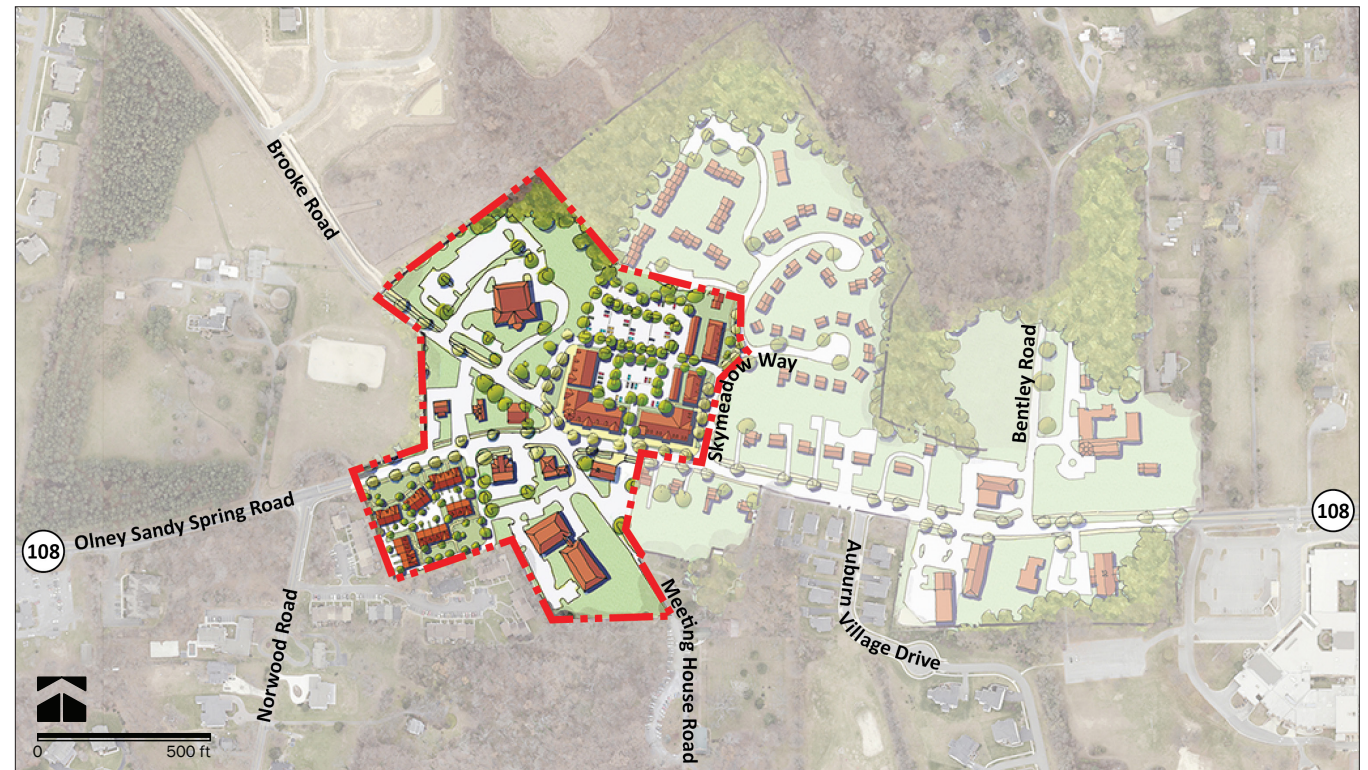 Brooke Road
Skymeadow Way
Bentley Road
108
Olney Sandy Spring Road
108
Auburn Village Drive
Norwood Road
Meeting House Road
0 500 ft